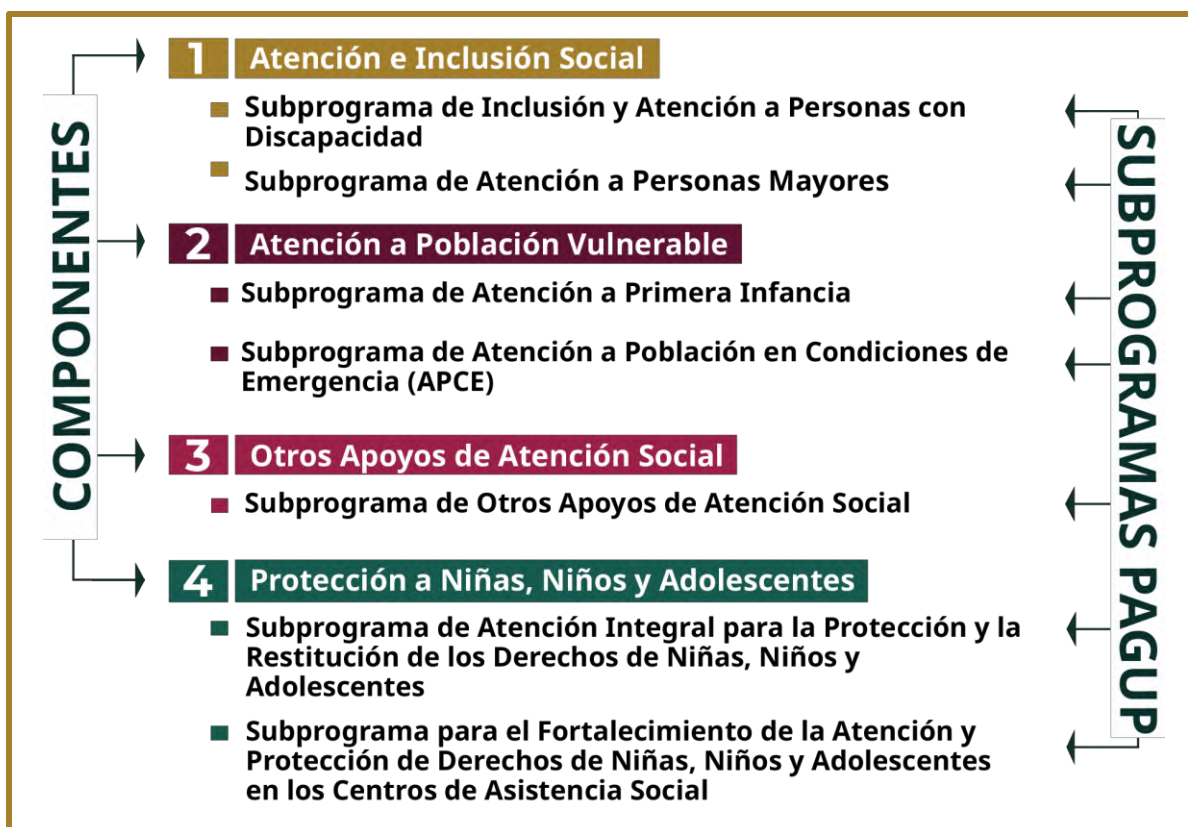 COMPONENTES
1 Atención e Inclusión Social
Subprograma de Inclusión y Atención a Personas con
Discapacidad
Subprograma de Atención a Personas Mayores
2 Atención a Población Vulnerable
Subprograma de Atención a Primera Infancia
Subprograma de Atención a Población en Condiciones de
Emergencia (APCE)
3 Otros Apoyos de Atención Social
Subprograma de Otros Apoyos de Atención Social
4 Protección a Niñas, Niños y Adolescentes
Subprograma de Atención Integral para la Protección y la
Restitución de los Derechos de Niñas, Niños y
Adolescentes
Subprograma para el Fortalecimiento de la Atención y
Protección de Derechos de Niñas, Niños y Adolescentes
en los Centros de Asistencia Social
SUBPROGRAMAS PAGUP